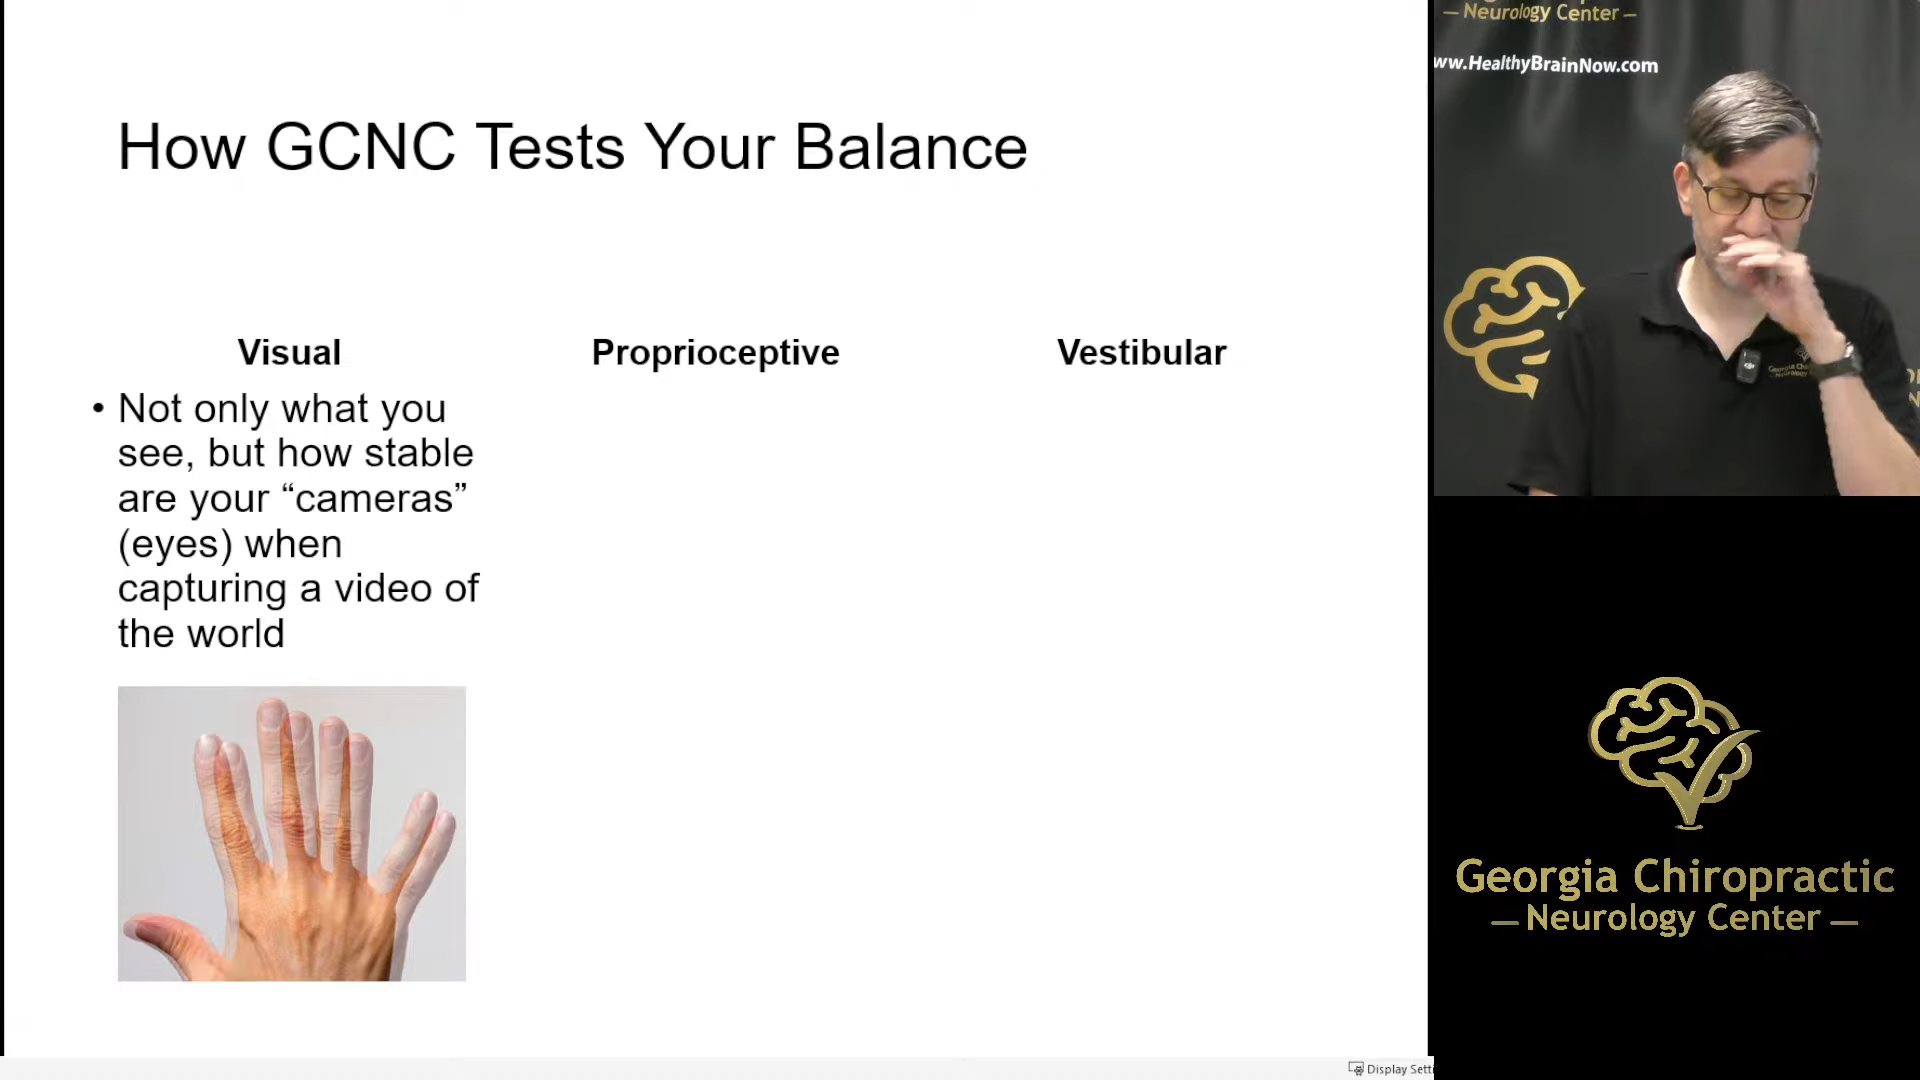 How GCNC Tests Your Balance
Visual
Proprioceptive
Vestibular
• Not only what you
see, but how stable
are your “cameras”
(eyes) when
capturing a video of
the world
— Neurology Center —
ww.HealthyBrainNow.com
Georgia Chiropractic
— Neurology Center —
Display Setti